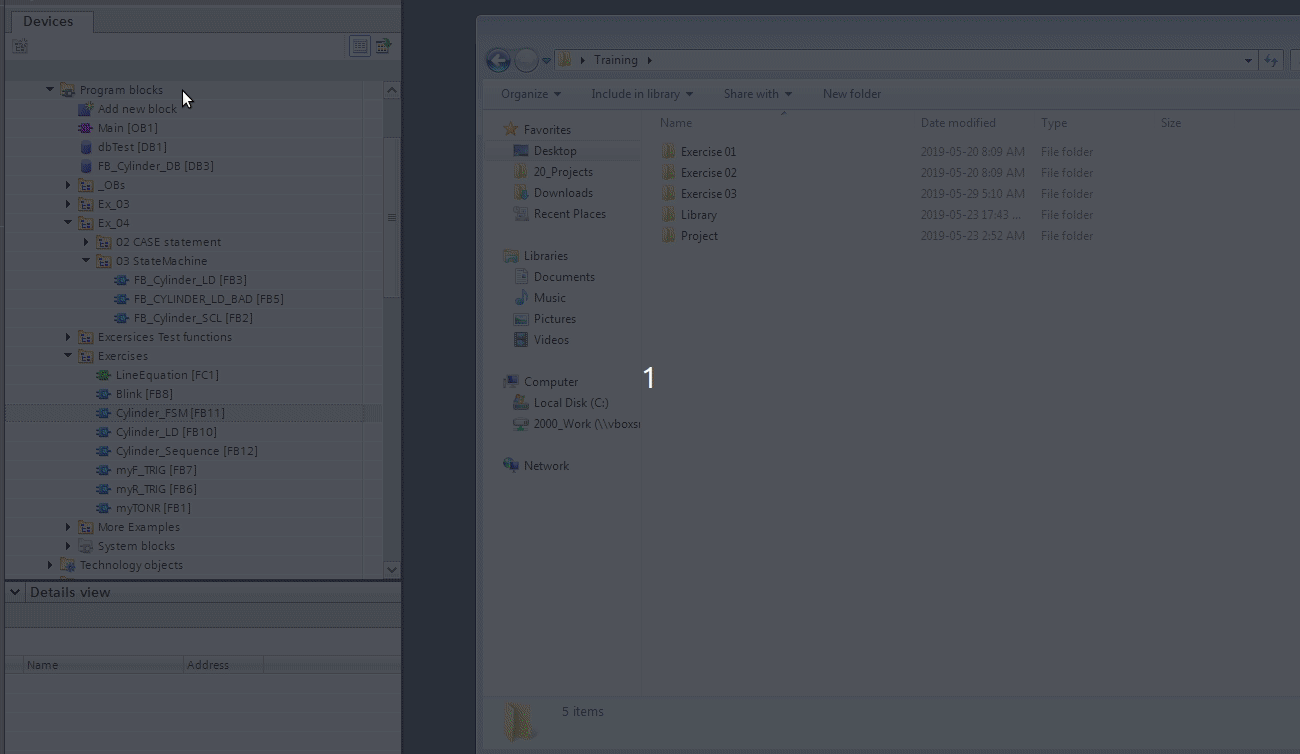 Devices
Program blocks
Add new block
Main [OB1]
dbTest [DB1]
FB_Cylinder_DB [DB3]
_OBs
Ex_03
Ex_04
02 CASE statement
03 StateMachine
FB_Cylinder_LD [FB3]
FB_CYLINDER_LD_BAD [FB5]
FB_Cylinder_SCL [FB2]
Excersices Test functions
Exercises
LineEquation [FC1]
Blink [FB8]
Cylinder_FSM [FB11]
Cylinder_LD [FB10]
Cylinder_Sequence [FB12]
myF_TRIG [FB7]
myR_TRIG [FB6]
myTONR [FB1]
More Examples
System blocks
Technology objects
Details view
Name Address
Training
Organize Include in library Share with New folder
Favorites
Desktop
20_Projects
Downloads
Recent Places
Libraries
Documents
Music
Pictures
Videos
Computer
Local Disk (C:)
2000_Work (\\vboxsr
Network
Name Date modified Type Size
Exercise 01 2019-05-20 8:09 AM File folder
Exercise 02 2019-05-20 8:09 AM File folder
Exercise 03 2019-05-29 5:10 AM File folder
Library 2019-05-23 17:43 ... File folder
Project 2019-05-23 2:52 AM File folder
1
5 items